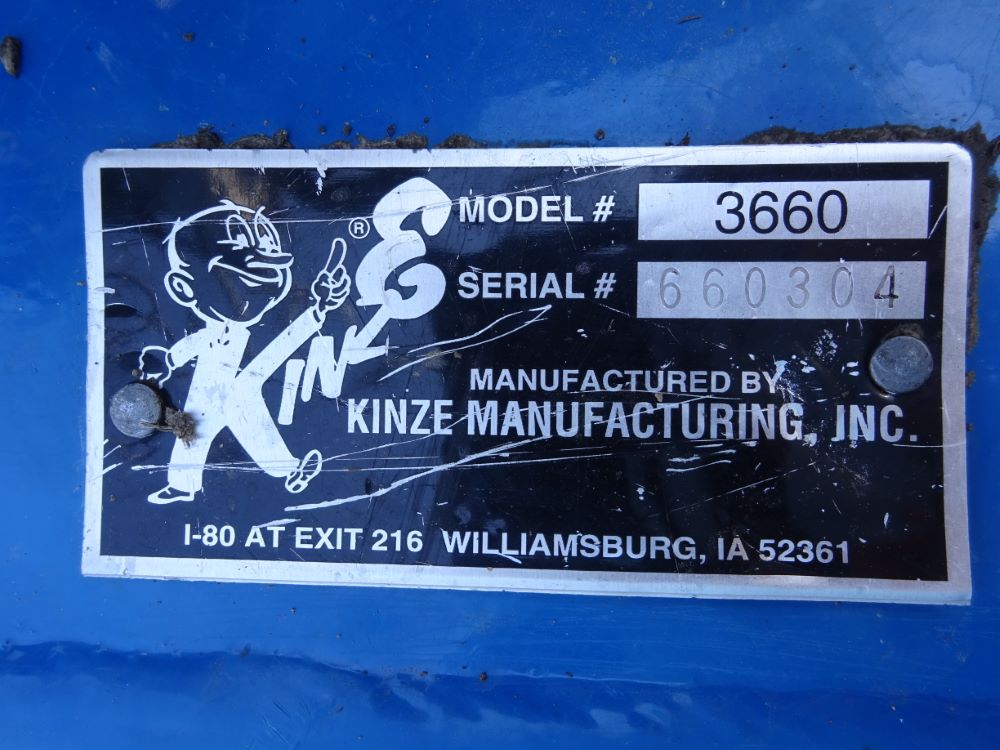 KINZE ®
MODEL # 3660
SERIAL # 660304
MANUFACTURED BY
KINZE MANUFACTURING, INC.
I-80 AT EXIT 216 WILLIAMSBURG, IA 52361